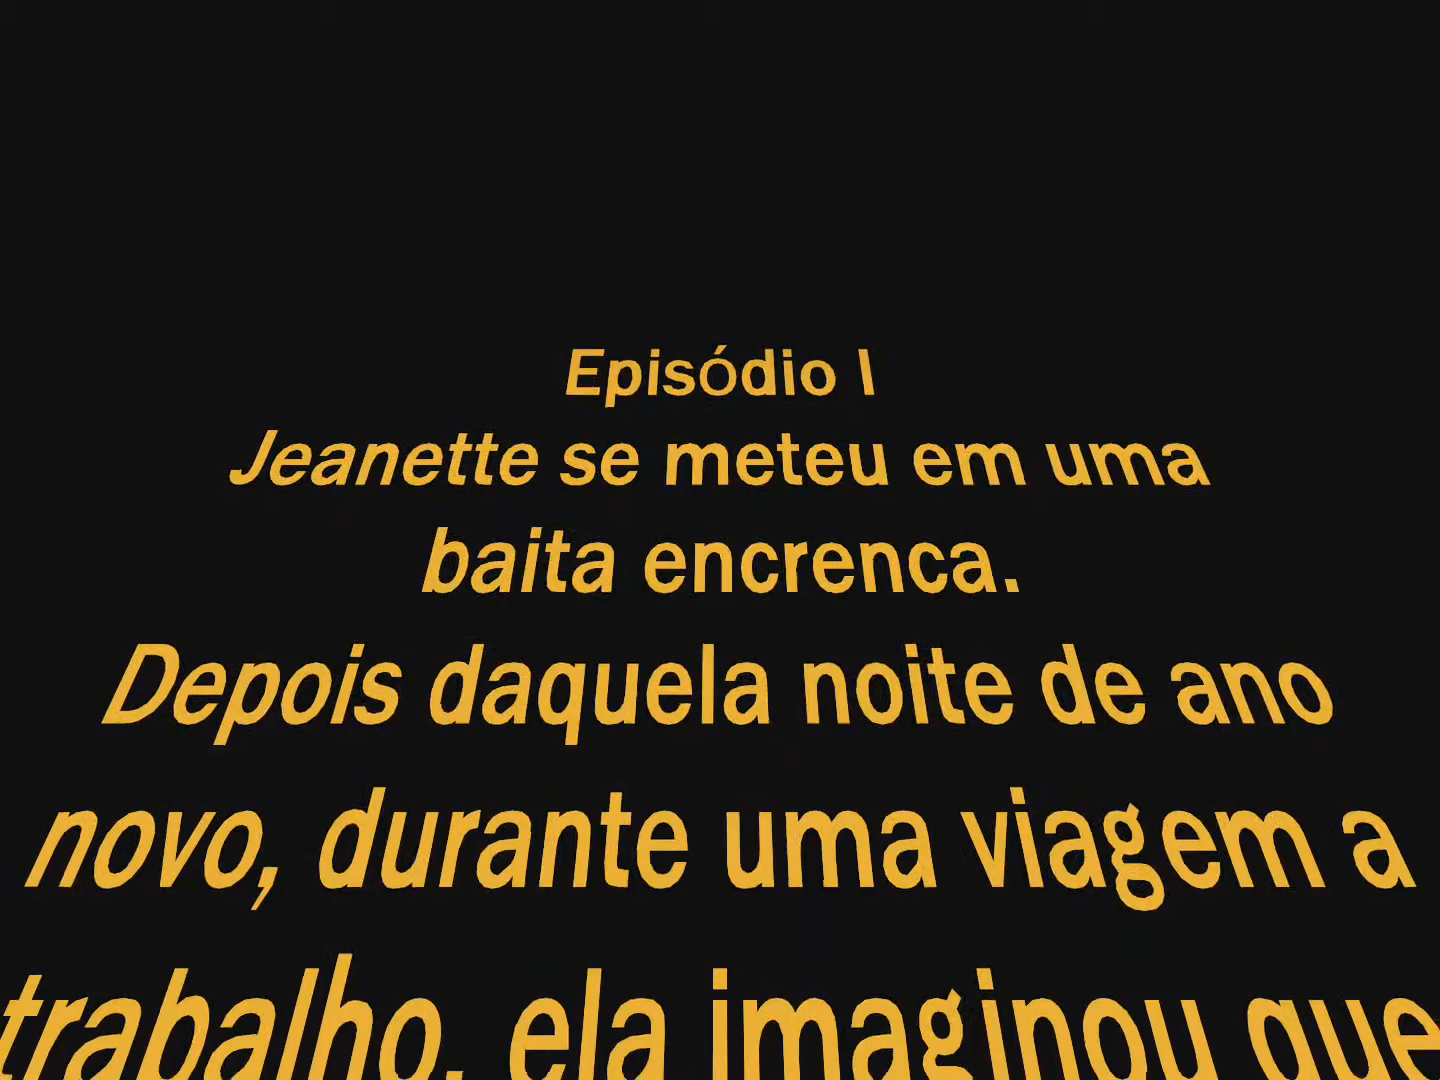 Episódio I
Jeanette se meteu em uma
baita encrenca.
Depois daquela noite de ano
novo, durante uma viagem a
trabalho, ela imaginou que